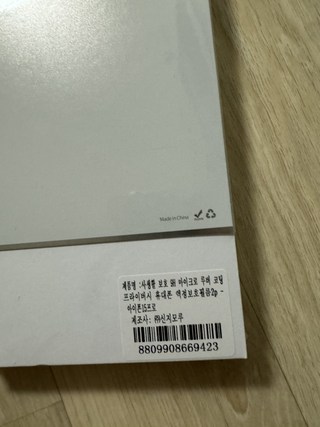 Made in China
제품명 :사생활 보호 9H 마이크로 무버 코팅
프라이버시 휴대폰 액정보호필름2p -
아이폰15프로
제조사: ㈜신지모루
8809908669423